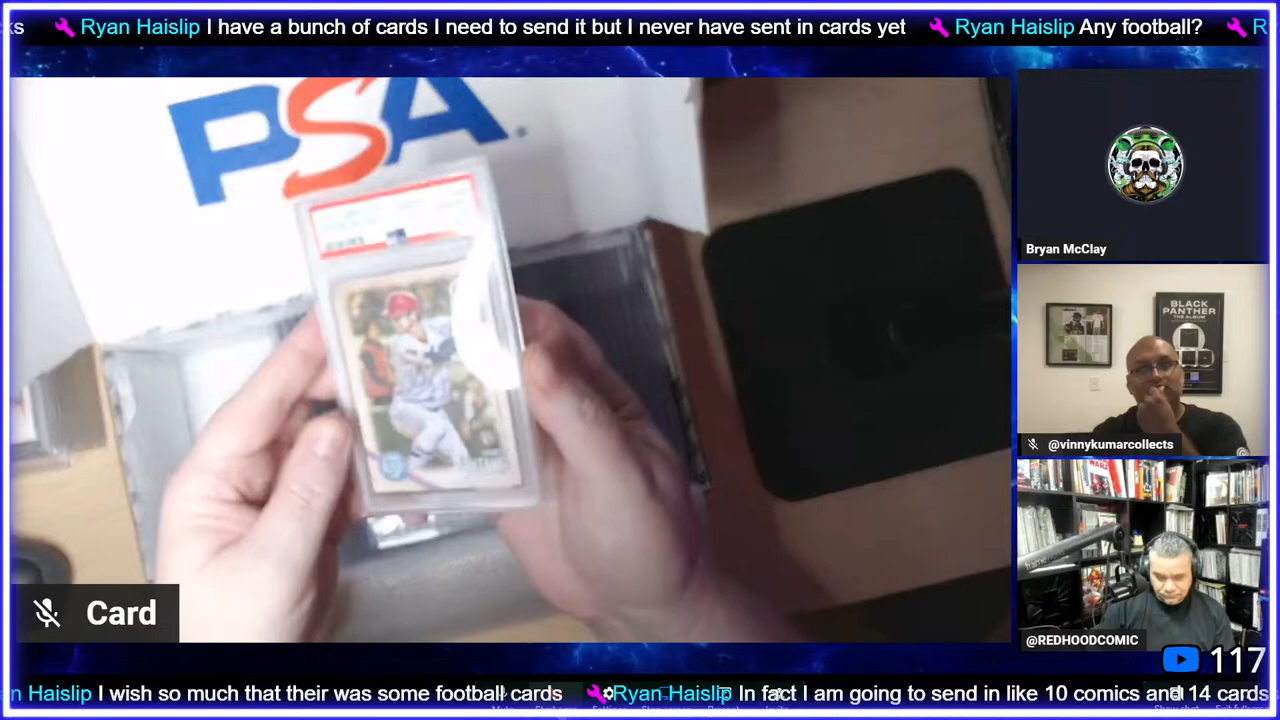 ks Ryan Haislip I have a bunch of cards I need to send it but I never have sent in cards yet Ryan Haislip Any football? R
PSA
Bryan McClay
BLACK
PANTHER
THE ALBUM
@vinnykumarcollects
Card
@REDHOODCOMIC
117
n Haislip I wish so much that their was some football cards Ryan Haislip In fact I am going to send in like 10 comics and 14 cards